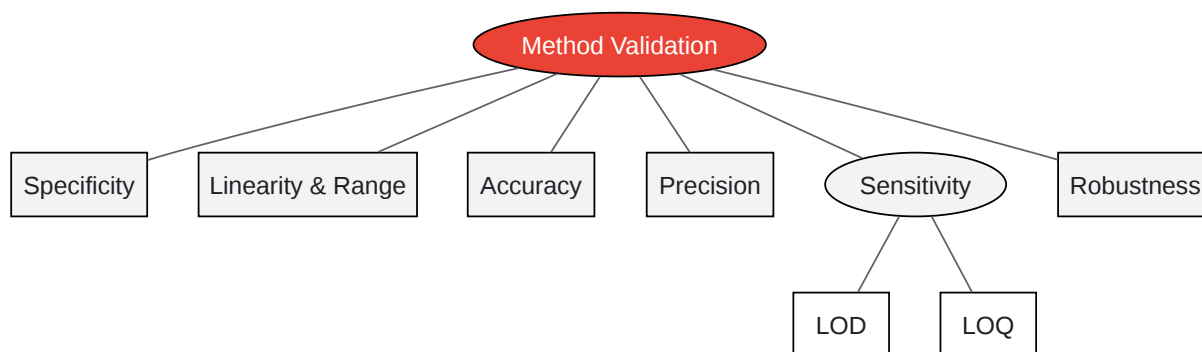 Method Validation
Specificity
Linearity & Range
Accuracy
Precision
Sensitivity
Robustness
LOD
LOQ